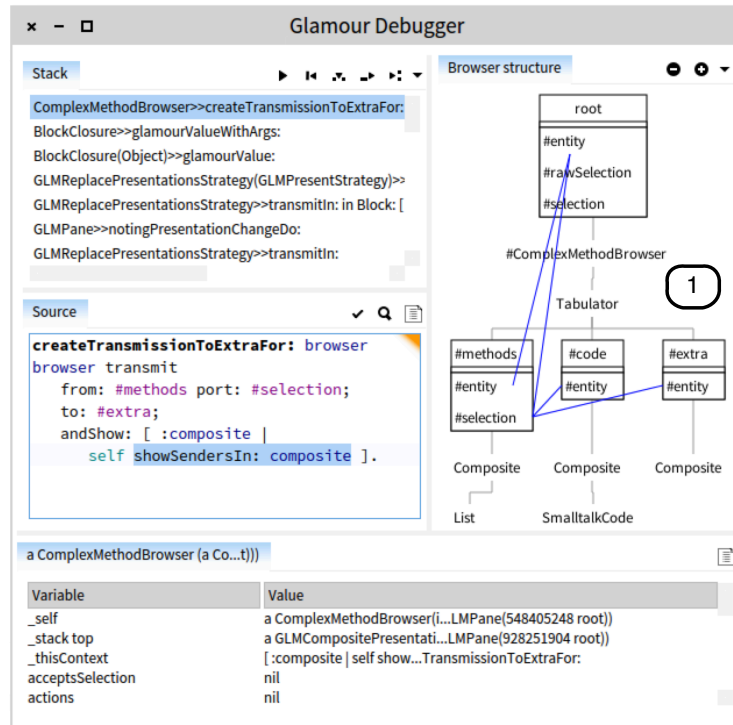 Glamour Debugger
Stack
ComplexMethodBrowser>>createTransmissionToExtraFor:
BlockClosure>>glamourValueWithArgs:
BlockClosure(Object)>>glamourValue:
GLMReplacePresentationsStrategy(GLMPresentStrategy)>>
GLMReplacePresentationsStrategy>>transmitIn: in Block: [
GLMPane>>notingPresentationChangeDo:
GLMReplacePresentationsStrategy>>transmitIn:
Browser structure
root
#entity
#rawSelection
#selection
#ComplexMethodBrowser
1
Tabulator
#methods
#entity
#selection
#code
#entity
#extra
#entity
Composite
Composite
Composite
List
SmalltalkCode
Source
createTransmissionToExtraFor: browser
browser transmit
from: #methods port: #selection;
to: #extra;
andShow: [ :composite |
self showSendersIn: composite ].
a ComplexMethodBrowser (a Co...t)))
Variable Value
_self a ComplexMethodBrowser(i...LMPane(548405248 root))
_stack top a GLMCompositePresentati...LMPane(928251904 root))
_thisContext [ :composite | self show...TransmissionToExtraFor:
acceptsSelection nil
actions nil